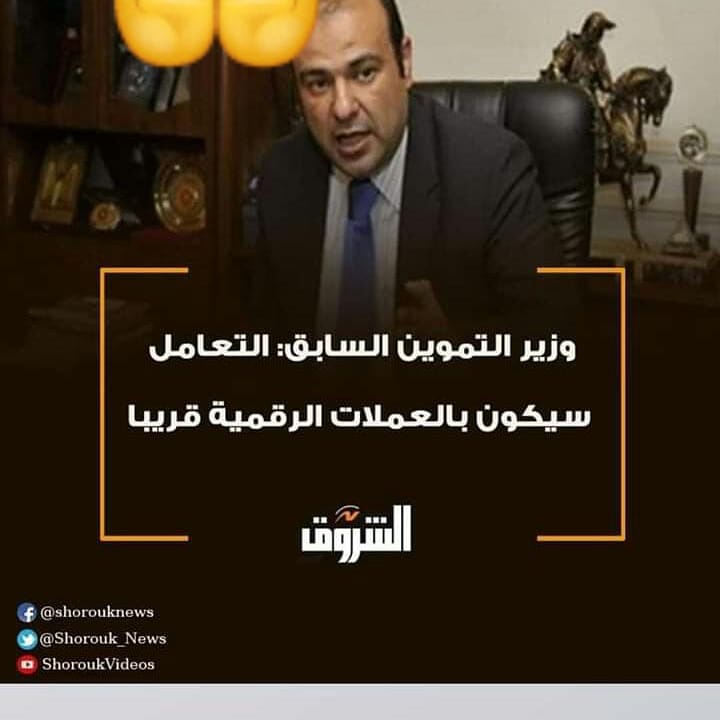 وزير التموين السابق: التعامل
سيكون بالعملات الرقمية قريبا
الشروق
@shorouknews
@Shorouk_News
ShoroukVideos